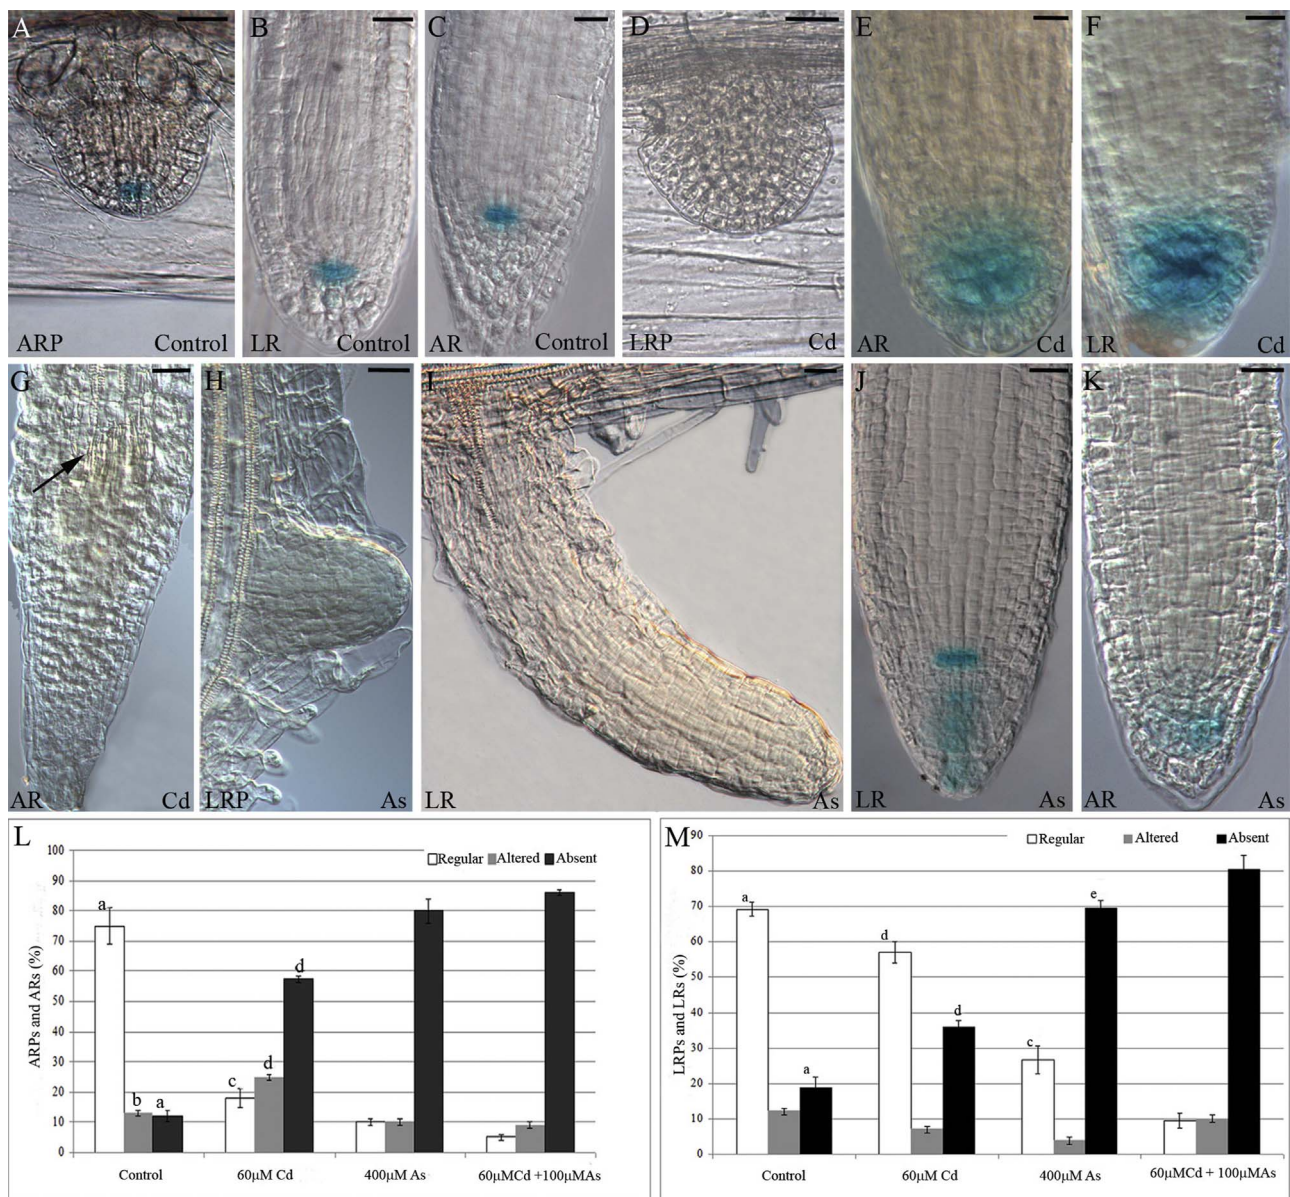 A
ARP Control
B
LR Control
C
AR Control
D
LRP Cd
E
AR Cd
F
LR Cd
G
AR Cd
H
LRP As
I
LR As
J
LR As
K
AR As
L
ARPs and ARs (%)
Regular Altered Absent
100
90
80
70
60
50
40
30
20
10
0
a
b a
c d d
Control 60µM Cd 400µM As 60µMCd +100µMAs
M
LRPs and LRs (%)
Regular Altered Absent
90
80
70
60
50
40
30
20
10
0
a a
d d
c e
Control 60µM Cd 400µM As 60µMCd + 100µMAs